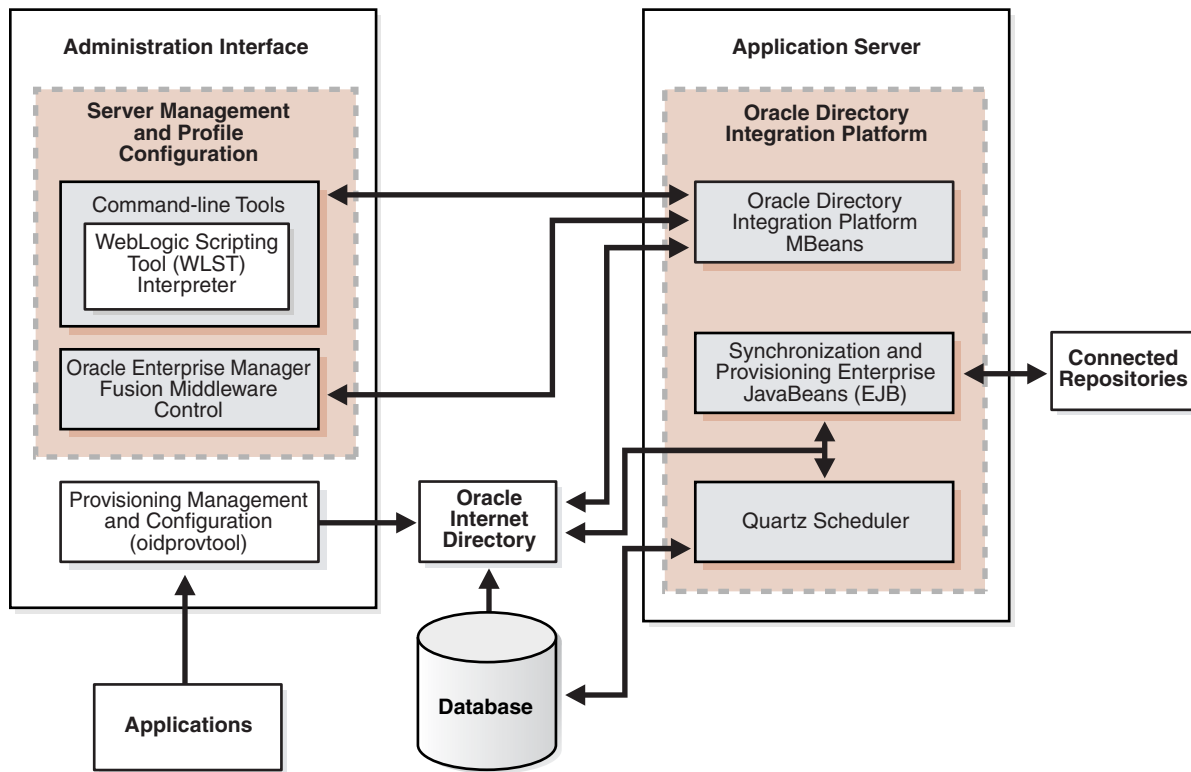 Administration Interface
Server Management
and Profile
Configuration
Command-line Tools
WebLogic Scripting
Tool (WLST)
Interpreter
Oracle Enterprise Manager
Fusion Middleware
Control
Provisioning Management
and Configuration
(oidprovtool)
Applications
Oracle
Internet
Directory
Database
Application Server
Oracle Directory
Integration Platform
Oracle Directory
Integration Platform
MBeans
Synchronization and
Provisioning Enterprise
JavaBeans (EJB)
Quartz Scheduler
Connected
Repositories